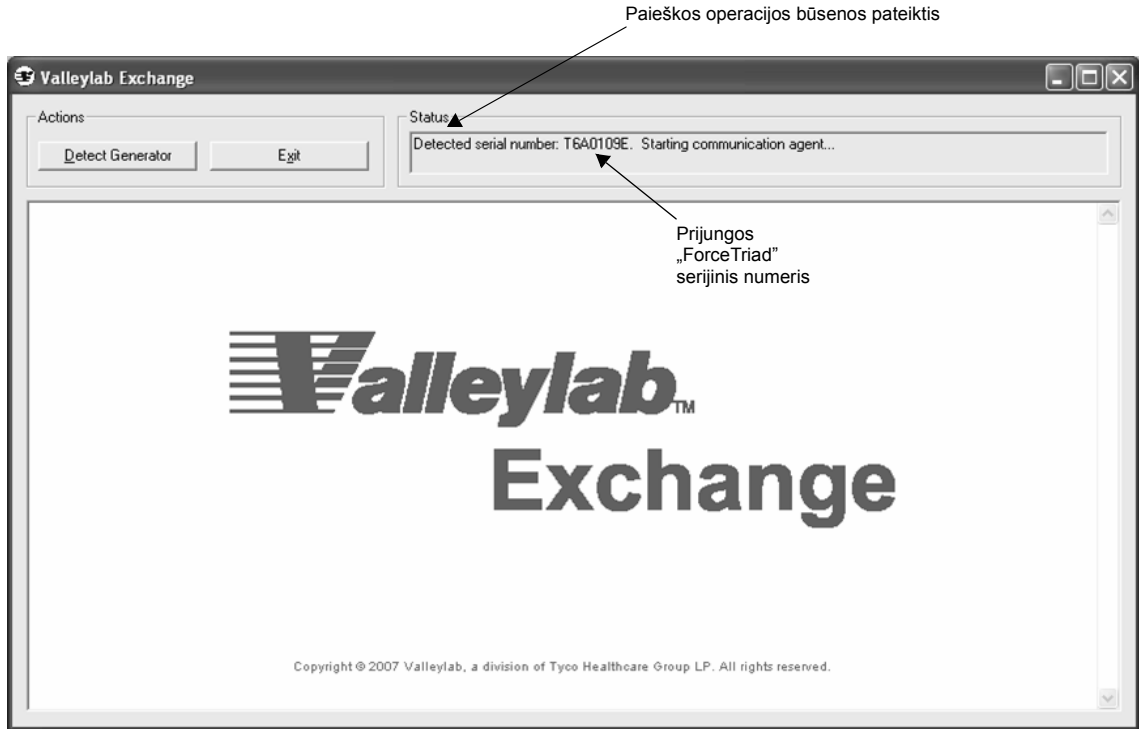 Paieškos operacijos būsenos pateiktis
Valleylab Exchange
Actions
Status
Detect Generator
Exit
Detected serial number: T6A0109E. Starting communication agent...
Prijungos
„ForceTriad”
serijinis numeris
Valleylab™
Exchange
Copyright © 2007 Valleylab, a division of Tyco Healthcare Group LP. All rights reserved.